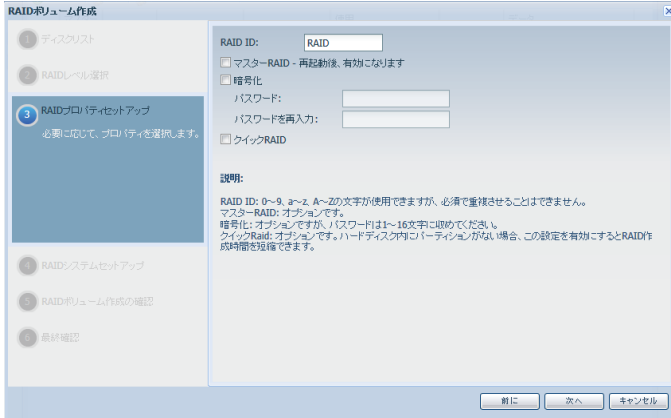 RAIDボリューム作成
1 ディスクリスト
2 RAIDレベル選択
3 RAIDプロパティセットアップ
必要に応じて、プロパティを選択します。
4 RAIDシステムセットアップ
5 RAIDボリューム作成の確認
6 最終確認
RAID ID: RAID
マスターRAID - 再起動後、有効になります
暗号化
パスワード:
パスワードを再入力:
クイックRAID
説明:
RAID ID: 0～9、a～z、A～Zの文字が使用できますが、必須で重複させることはできません。
マスターRAID: オプションです。
暗号化: オプションですが、パスワードは1～16文字に収めてください。
クイックRaid: オプションです。ハードディスク内にパーティションがない場合、この設定を有効にするとRAID作
成時間を短縮できます。
前に 次へ キャンセル